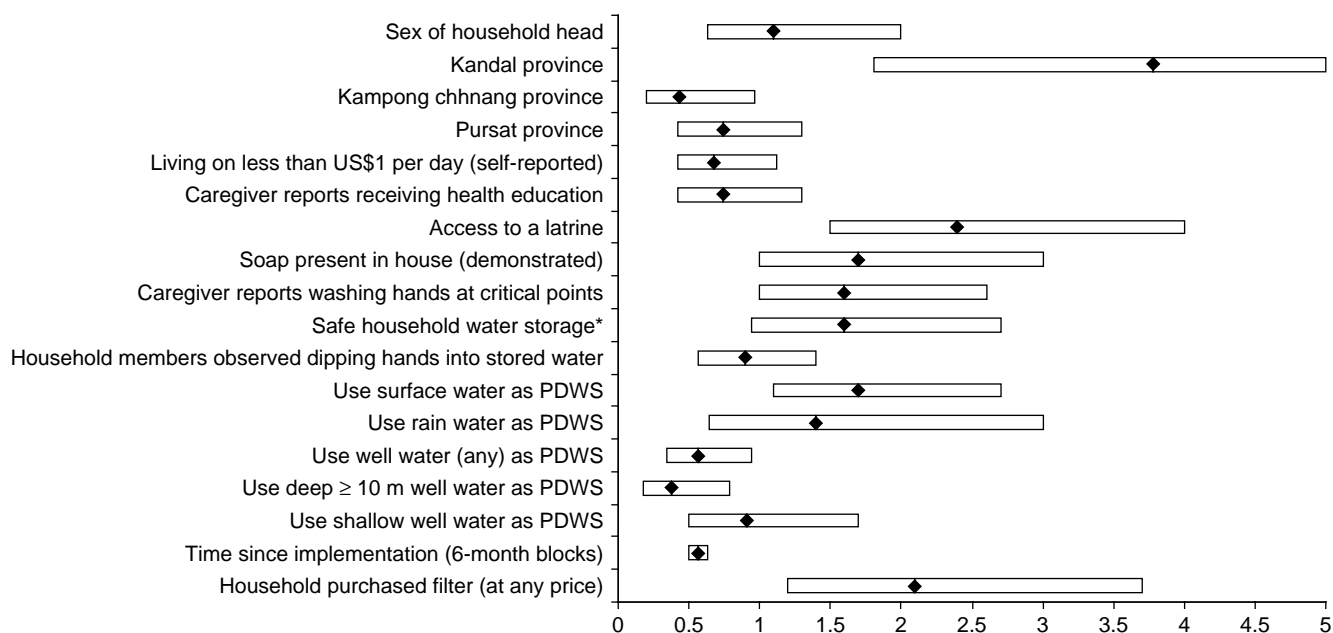 Sex of household head
Kandal province
Kampong chhnang province
Pursat province
Living on less than US$1 per day (self-reported)
Caregiver reports receiving health education
Access to a latrine
Soap present in house (demonstrated)
Caregiver reports washing hands at critical points
Safe household water storage*
Household members observed dipping hands into stored water
Use surface water as PDWS
Use rain water as PDWS
Use well water (any) as PDWS
Use deep ≥ 10 m well water as PDWS
Use shallow well water as PDWS
Time since implementation (6-month blocks)
Household purchased filter (at any price)
0 0.5 1 1.5 2 2.5 3 3.5 4 4.5 5